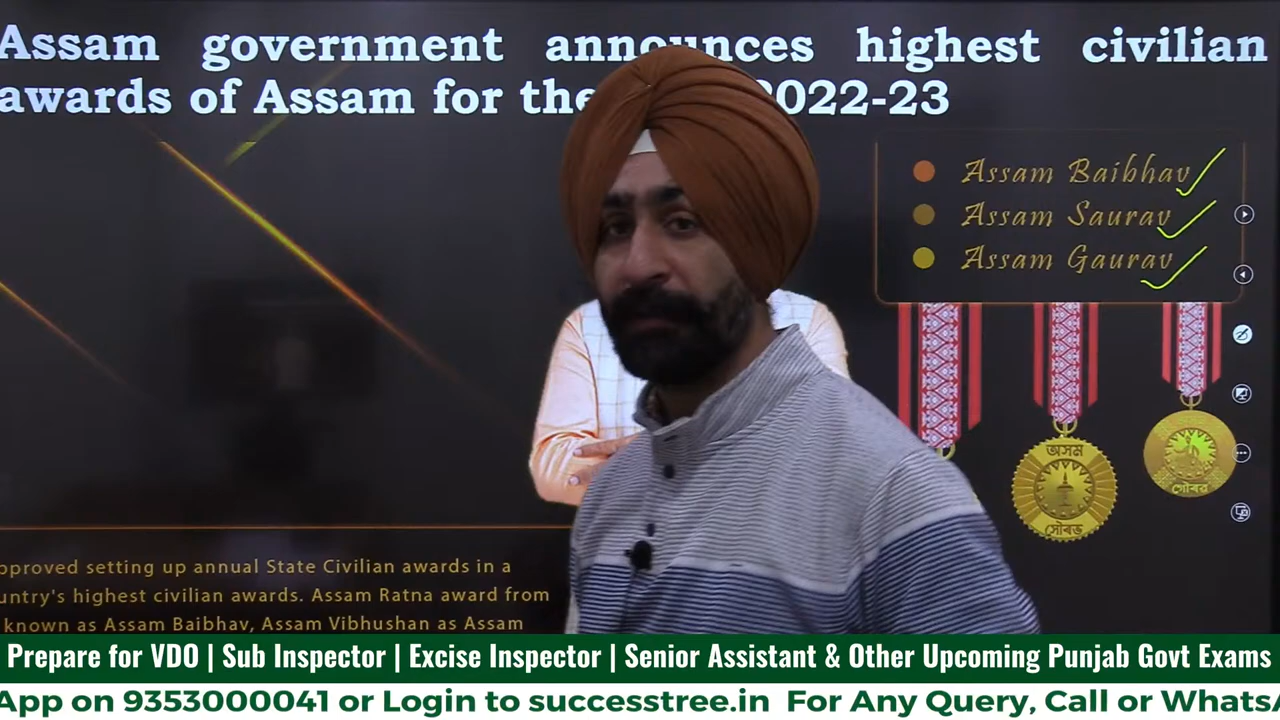 Assam government announces highest civilian
awards of Assam for the 2022-23
Assam Baibhav
Assam Saurav
Assam Gaurav
অসম
সৌৰভ
গৌৰৱ
pproved setting up annual State Civilian awards in a
untry's highest civilian awards. Assam Ratna award from
known as Assam Baibhav, Assam Vibhushan as Assam
Prepare for VDO | Sub Inspector | Excise Inspector | Senior Assistant & Other Upcoming Punjab Govt Exams
App on 9353000041 or Login to successtree.in For Any Query, Call or WhatsA